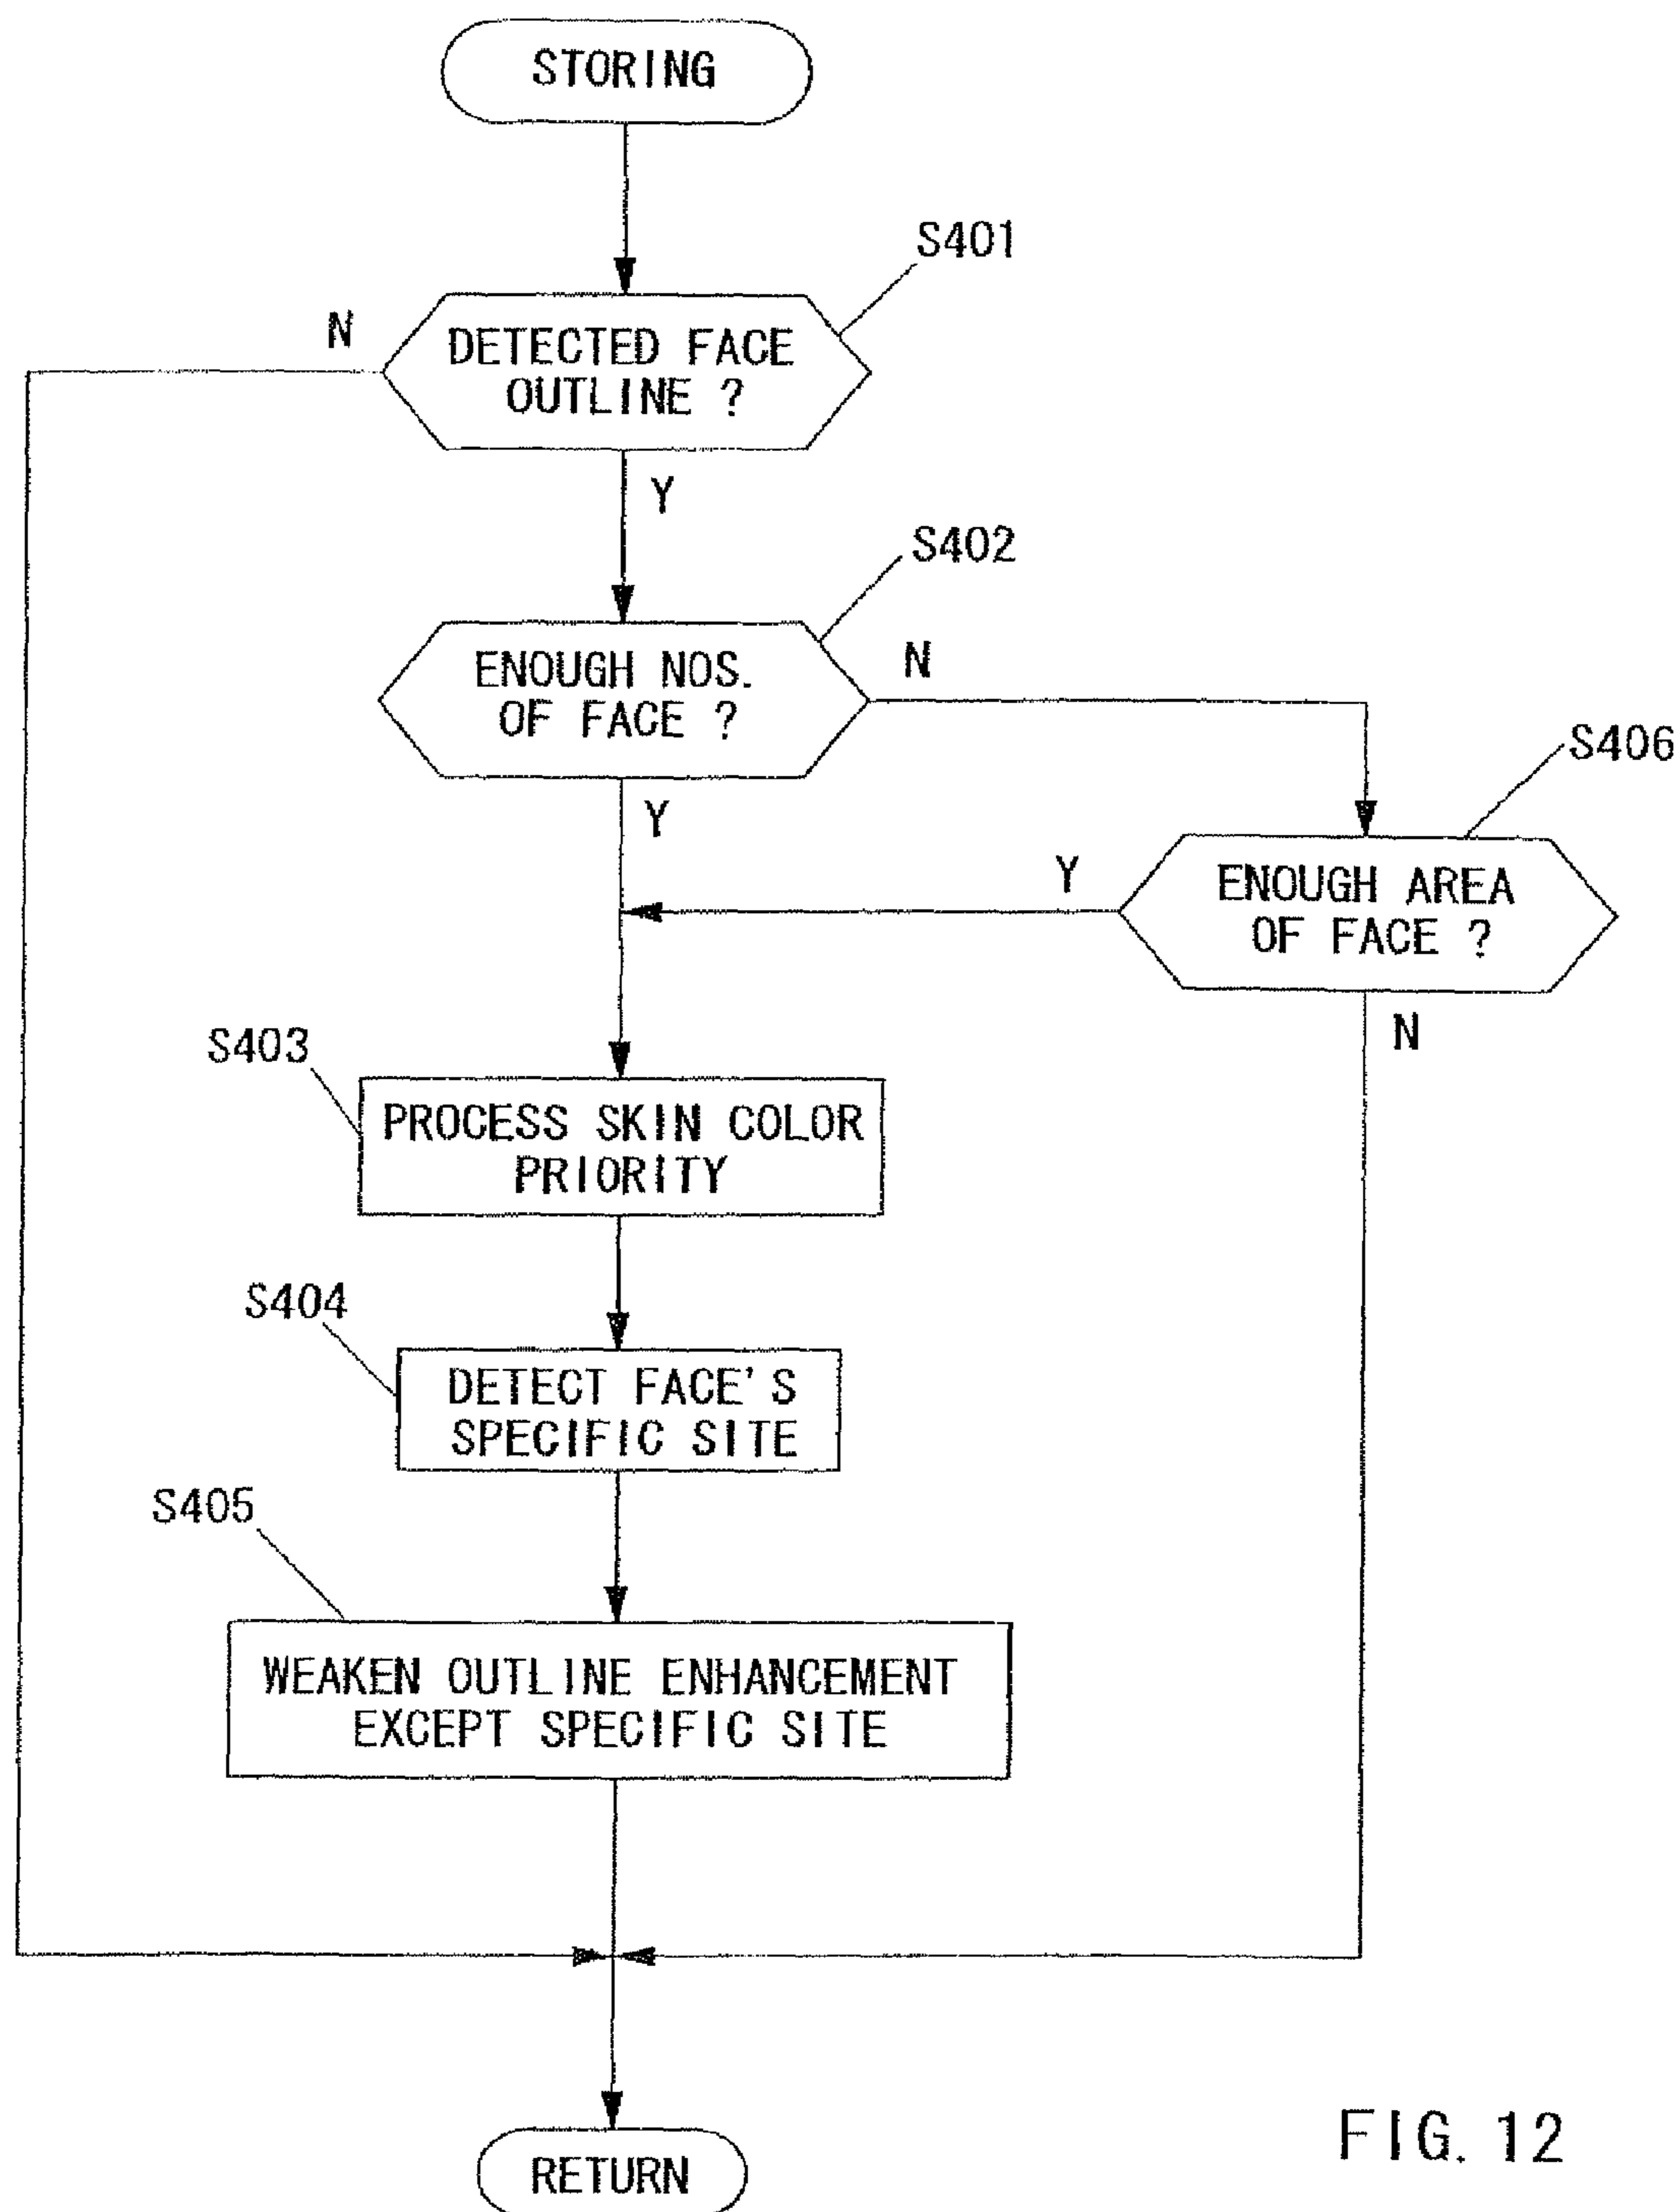 STORING
S401
N
DETECTED FACE
OUTLINE ?
Y
S402
ENOUGH NOS.
OF FACE ?
N
S406
Y
Y
ENOUGH AREA
OF FACE ?
N
S403
PROCESS SKIN COLOR
PRIORITY
S404
DETECT FACE'S
SPECIFIC SITE
S405
WEAKEN OUTLINE ENHANCEMENT
EXCEPT SPECIFIC SITE
RETURN
FIG. 12